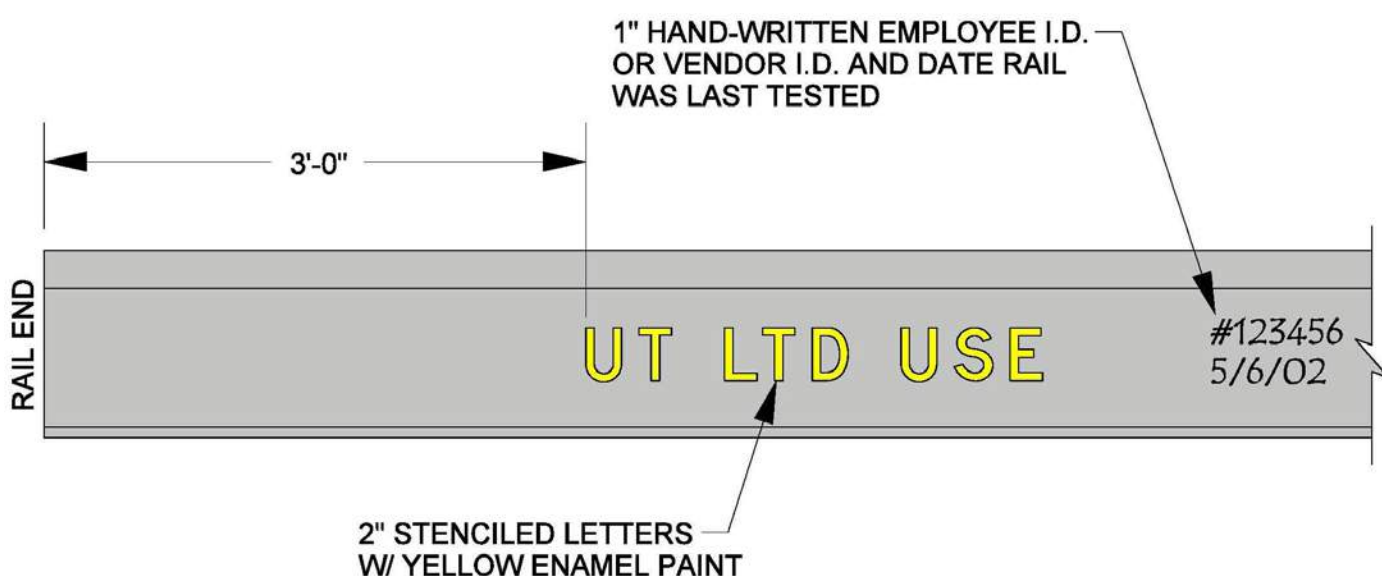 1" HAND-WRITTEN EMPLOYEE I.D.
OR VENDOR I.D. AND DATE RAIL
WAS LAST TESTED
3'-0"
RAIL END
UT LTD USE
#123456
5/6/02
2" STENCILED LETTERS
W/ YELLOW ENAMEL PAINT